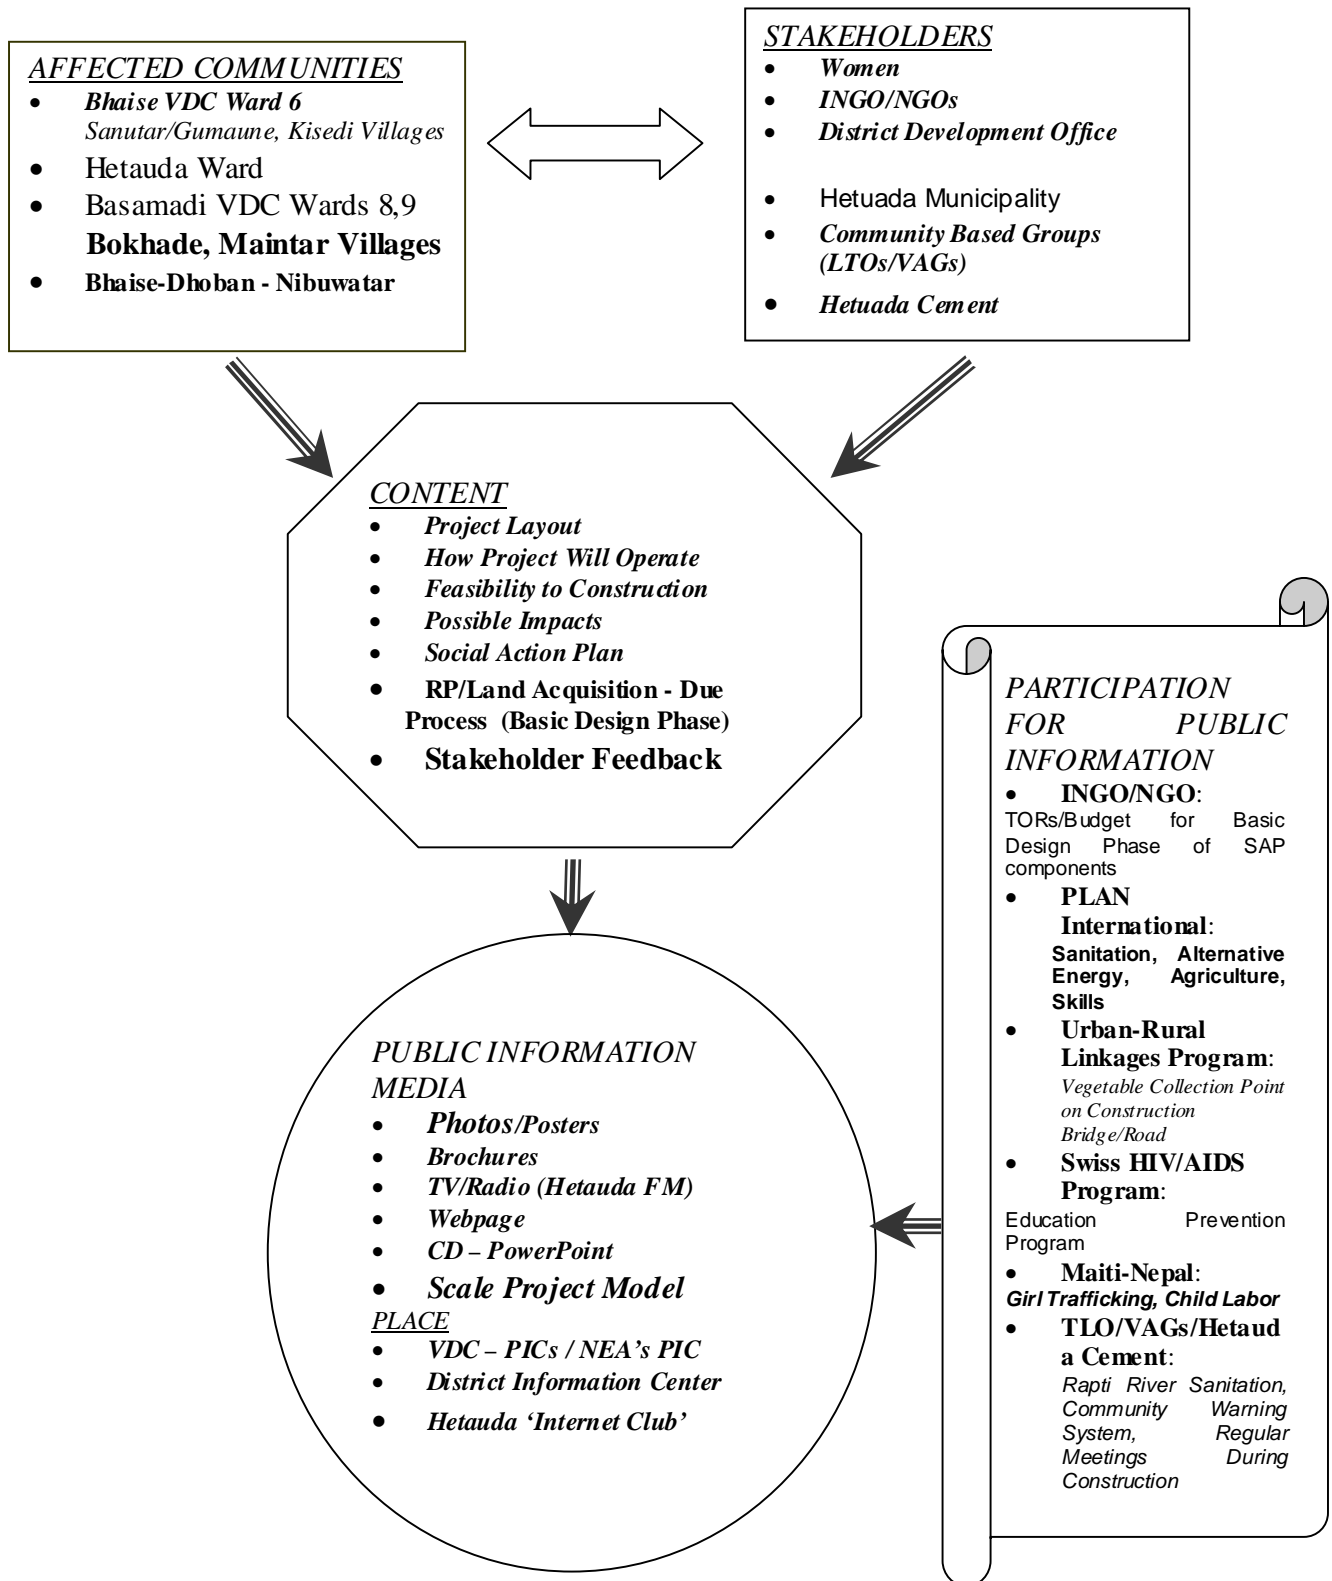 AFFECTED COMMUNITIES
• Bhaise VDC Ward 6
Sanutar/Gumaune, Kisedi Villages
• Hetauda Ward
• Basamadi VDC Wards 8,9
Bokhade, Maintar Villages
• Bhaise-Dhoban - Nibuwatar
STAKEHOLDERS
• Women
• INGO/NGOs
• District Development Office
• Hetuada Municipality
• Community Based Groups
(LTOs/VAGs)
• Hetuada Cement
CONTENT
• Project Layout
• How Project Will Operate
• Feasibility to Construction
• Possible Impacts
• Social Action Plan
• RP/Land Acquisition - Due
Process (Basic Design Phase)
• Stakeholder Feedback
PUBLIC INFORMATION
MEDIA
• Photos/Posters
• Brochures
• TV/Radio (Hetauda FM)
• Webpage
• CD – PowerPoint
• Scale Project Model
PLACE
• VDC – PICs / NEA’s PIC
• District Information Center
• Hetauda ‘Internet Club’
PARTICIPATION
FOR PUBLIC
INFORMATION
• INGO/NGO:
TORs/Budget for Basic
Design Phase of SAP
components
• PLAN
International:
Sanitation, Alternative
Energy, Agriculture,
Skills
• Urban-Rural
Linkages Program:
Vegetable Collection Point
on Construction
Bridge/Road
• Swiss HIV/AIDS
Program:
Education Prevention
Program
• Maiti-Nepal:
Girl Trafficking, Child Labor
• TLO/VAGs/Hetaud
a Cement:
Rapti River Sanitation,
Community Warning
System, Regular
Meetings During
Construction